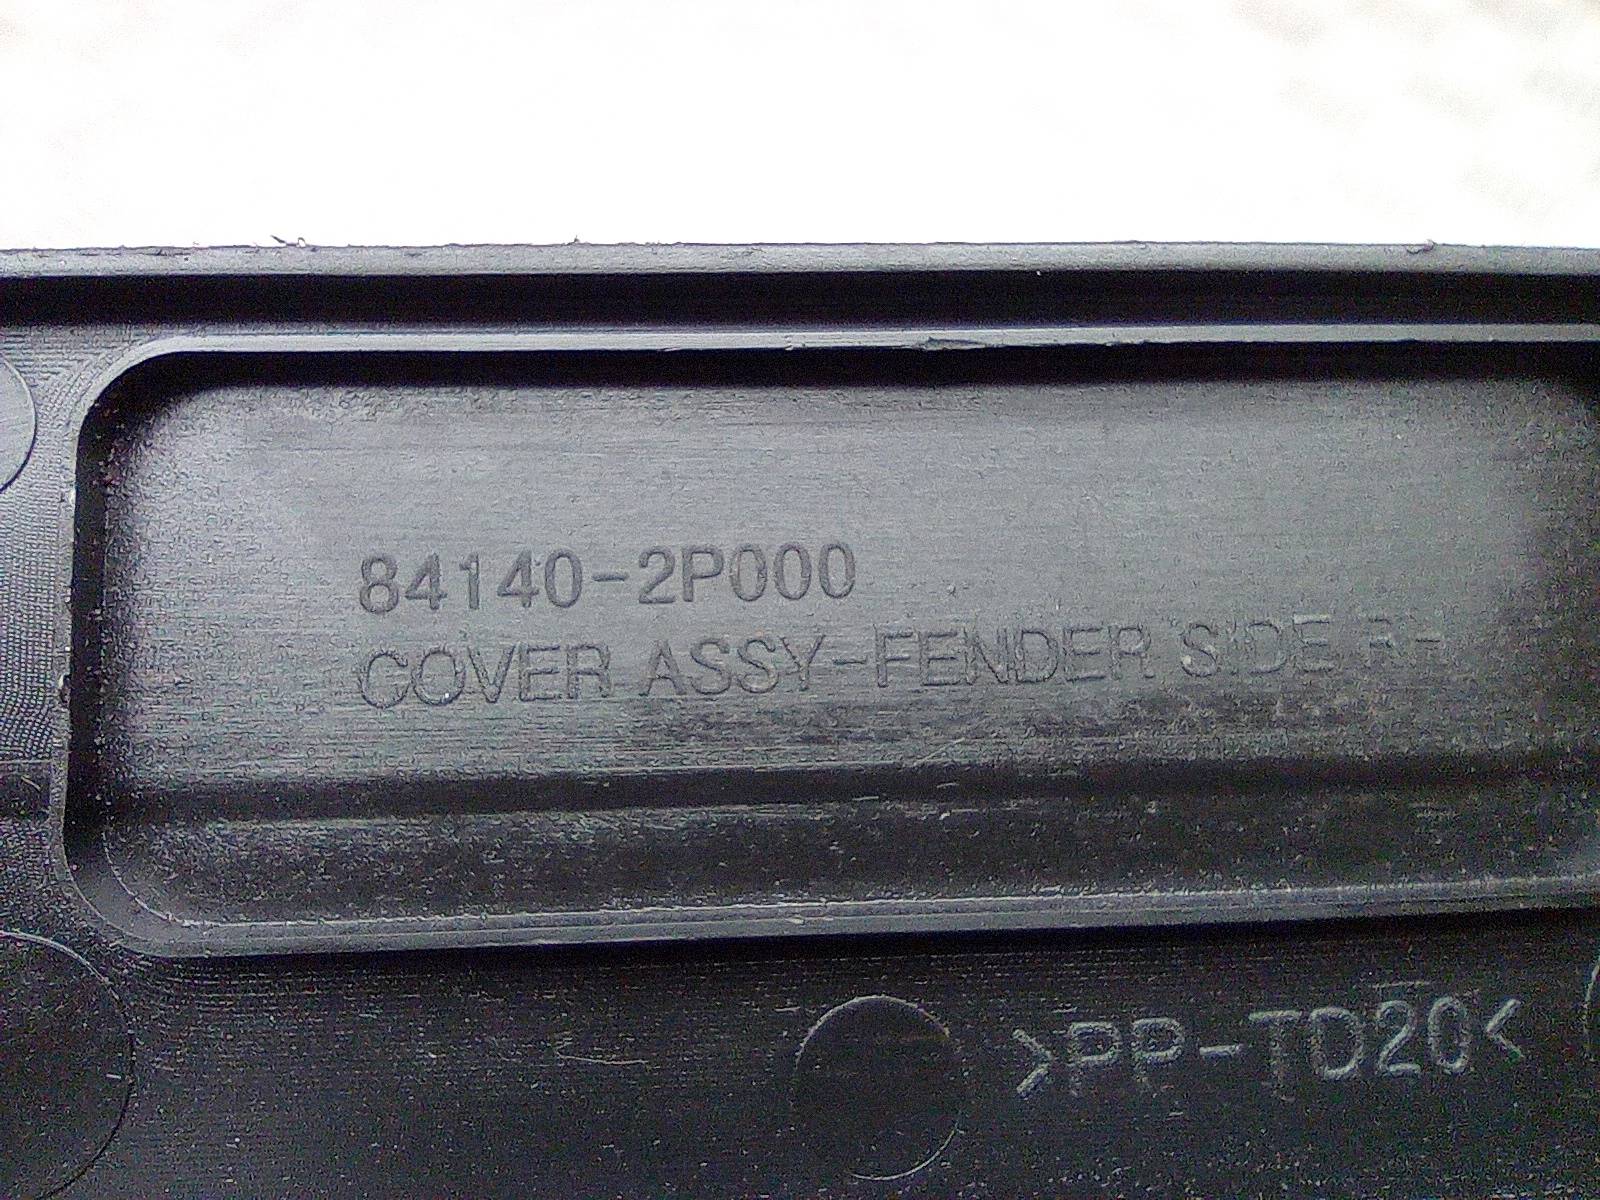 84140-2P000
COVER ASSY-FENDER SIDE
>PP-TD20<